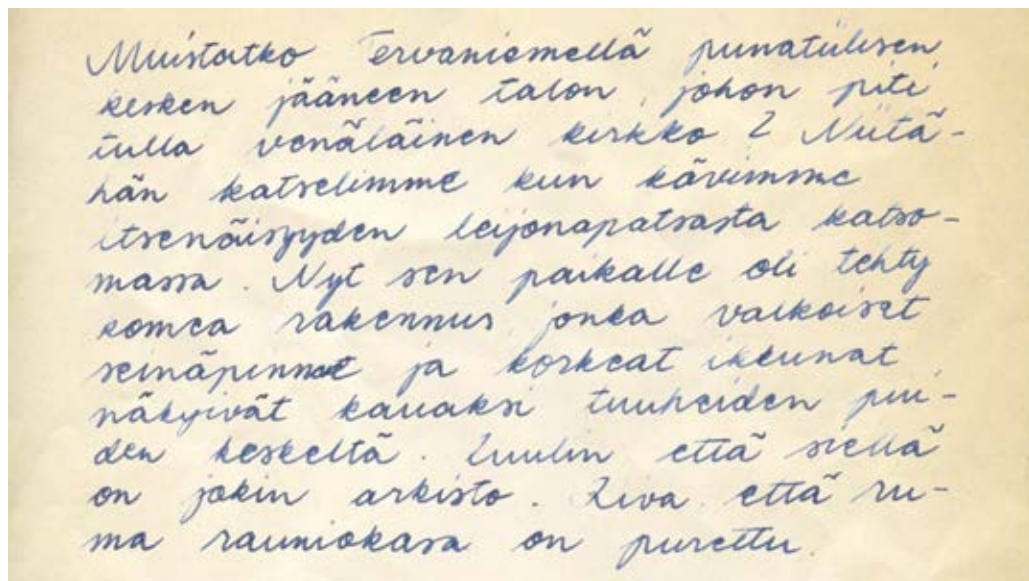 Muistatko Tervaniemellä punatiilisen
kesken jääneen talon, johon piti
tulla venäläinen kirkko? Niitä-
hän katselimme kun kävimme
itsenäisyyden leijonapatsasta katso-
massa. Nyt sen paikalle oli tehty
komea rakennus jonka valkoiset
seinäpinnat ja korkeat ikkunat
näkyivät kauaksi tuuheiden pui-
den keskeltä. Luulin että siellä
on jokin arkisto. Kiva että ru-
ma rauniokasa on purettu.